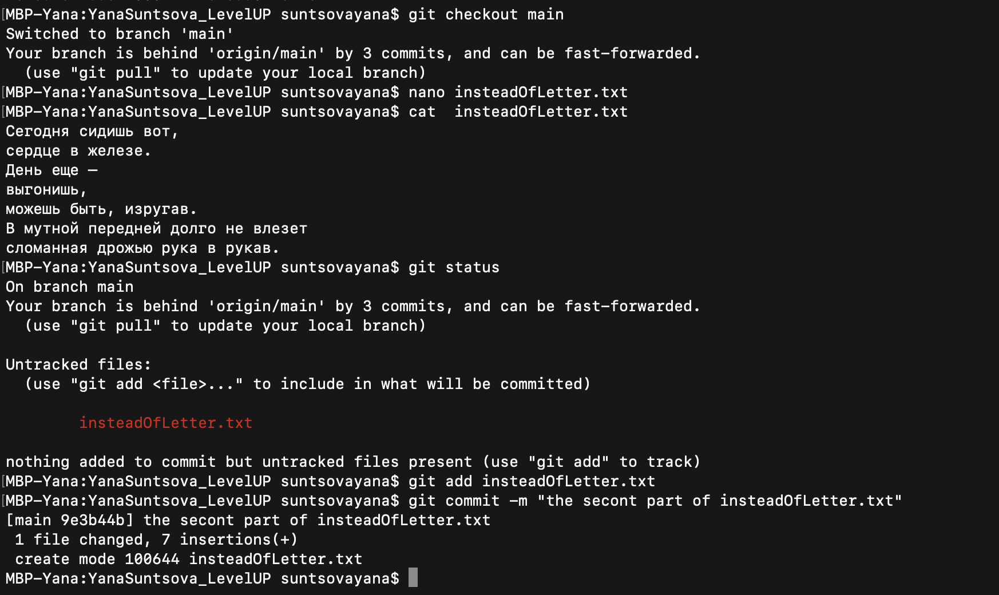 MBP-Yana:YanaSuntsova_LevelUP suntsovayana$ git checkout main
Switched to branch 'main'
Your branch is behind 'origin/main' by 3 commits, and can be fast-forwarded.
  (use "git pull" to update your local branch)
MBP-Yana:YanaSuntsova_LevelUP suntsovayana$ nano insteadOfLetter.txt
MBP-Yana:YanaSuntsova_LevelUP suntsovayana$ cat  insteadOfLetter.txt
Сегодня сидишь вот,
сердце в железе.
День еще —
выгонишь,
можешь быть, изругав.
В мутной передней долго не влезет
сломанная дрожью рука в рукав.
MBP-Yana:YanaSuntsova_LevelUP suntsovayana$ git status
On branch main
Your branch is behind 'origin/main' by 3 commits, and can be fast-forwarded.
  (use "git pull" to update your local branch)
Untracked files:
  (use "git add <file>..." to include in what will be committed)
insteadOfLetter.txt
nothing added to commit but untracked files present (use "git add" to track)
MBP-Yana:YanaSuntsova_LevelUP suntsovayana$ git add insteadOfLetter.txt
MBP-Yana:YanaSuntsova_LevelUP suntsovayana$ git commit -m "the secont part of insteadOfLetter.txt"
[main 9e3b44b] the secont part of insteadOfLetter.txt
 1 file changed, 7 insertions(+)
 create mode 100644 insteadOfLetter.txt
MBP-Yana:YanaSuntsova_LevelUP suntsovayana$